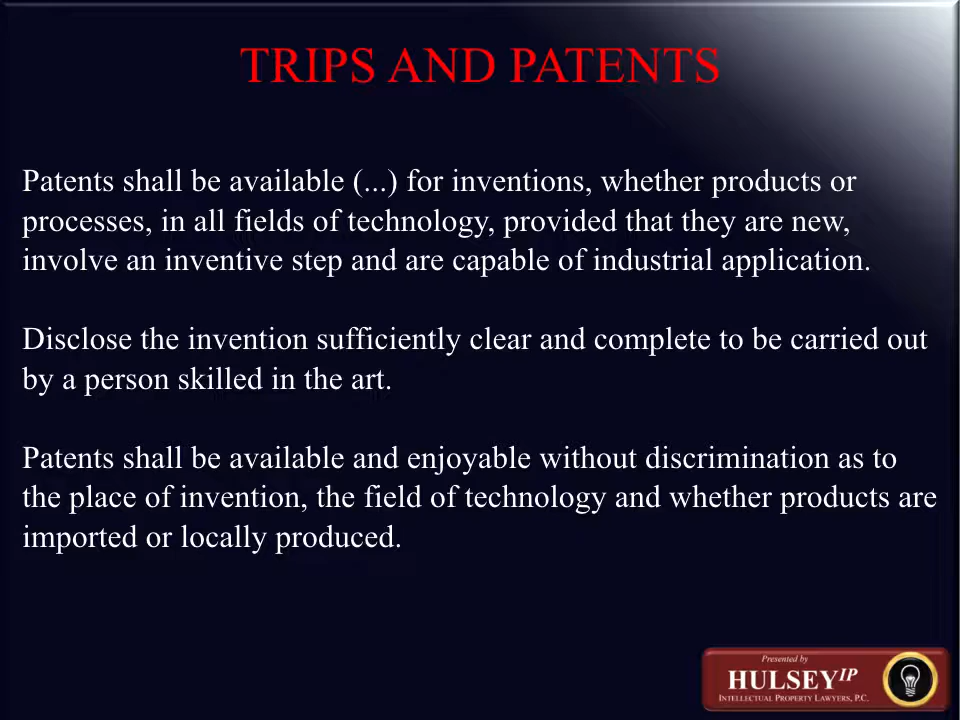 TRIPS AND PATENTS
Patents shall be available (...) for inventions, whether products or
processes, in all fields of technology, provided that they are new,
involve an inventive step and are capable of industrial application.
Disclose the invention sufficiently clear and complete to be carried out
by a person skilled in the art.
Patents shall be available and enjoyable without discrimination as to
the place of invention, the field of technology and whether products are
imported or locally produced.
Presented by
HULSEY IP
INTELLECTUAL PROPERTY LAWYERS, P.C.